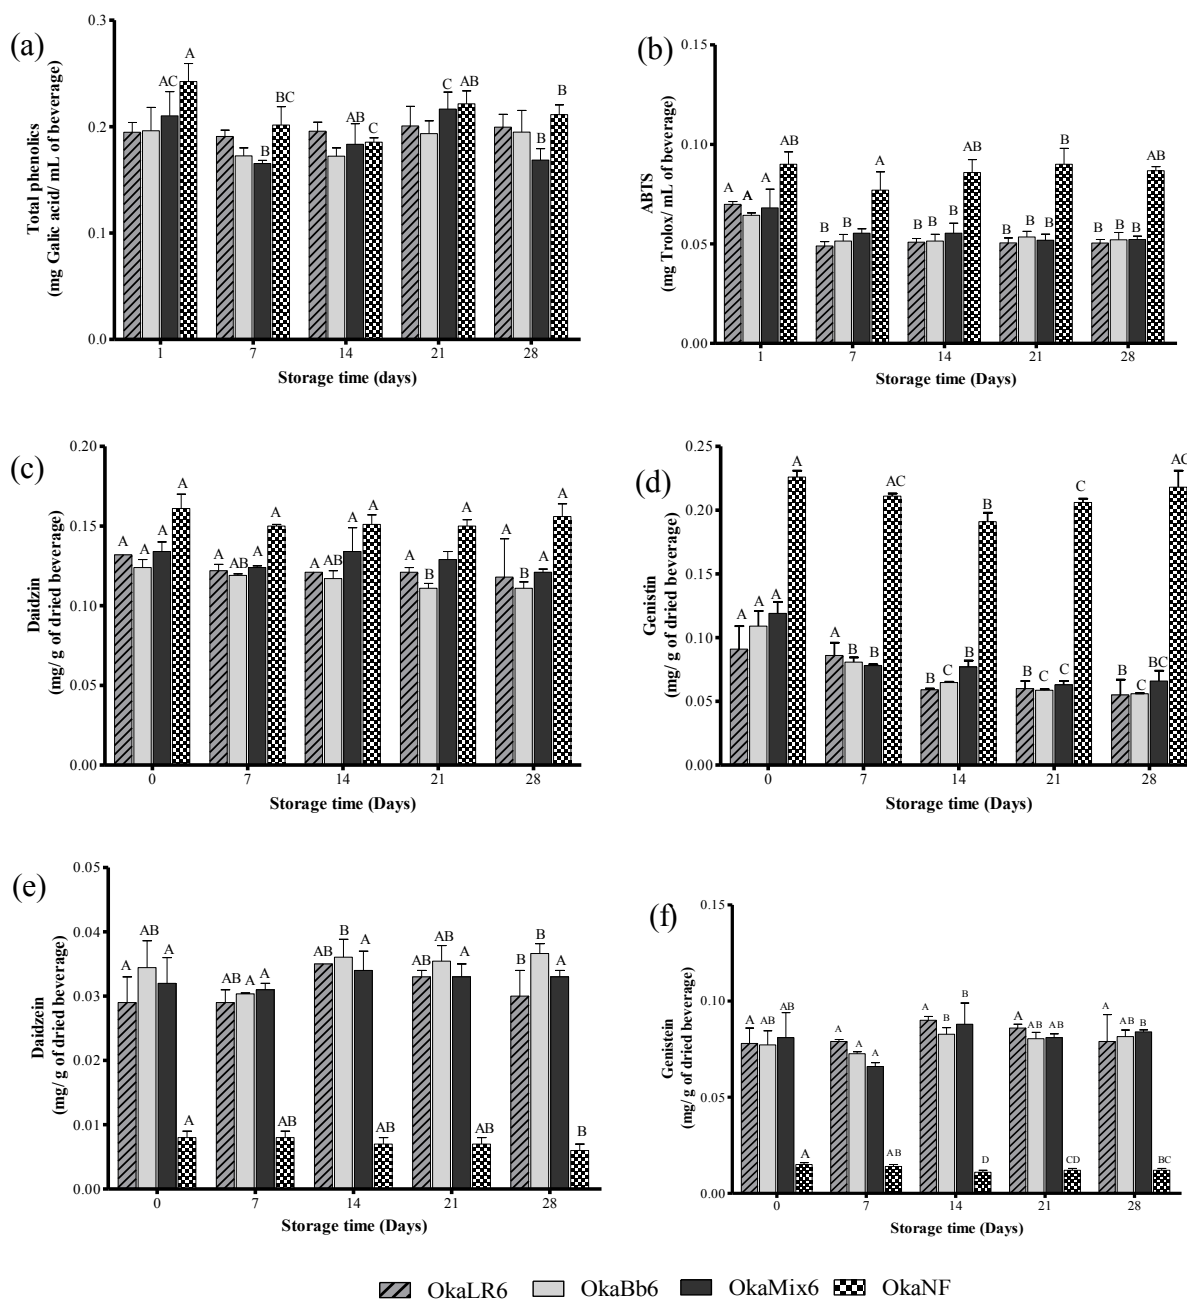 (a)
Total phenolics
(mg Galic acid/ mL of beverage)
0.3
0.2
0.2
0.0
AC A
BC
B
AB
C
C
AB
B
B
1 7 14 21 28
Storage time (days)
(b)
ABTS
(mg Trolox/ mL of beverage)
0.15
0.10
0.05
0.00
A A A AB
B B A
B B B AB
B B B B
B B B AB
1 7 14 21 28
Storage time (Days)
(c)
Daidzin
(mg/ g of dried beverage)
0.20
0.15
0.10
0.05
0.00
A A A A
A AB A A
A AB A A
A B A
A B A A
0 7 14 21 28
Storage time (Days)
(d)
Genistin
(mg/ g of dried beverage)
0.25
0.20
0.15
0.10
0.05
0.00
A A A A
B B AC
B C B B
B C C C
B C BC AC
0 7 14 21 28
Storage time (Days)
(e)
Daidzein
(mg/ g of dried beverage)
0.05
0.04
0.03
0.02
0.01
0.00
A AB A A
AB A A AB
AB B A AB
AB AB A AB
A B A B
0 7 14 21 28
Storage time (Days)
(f)
Genistein
(mg/ g of dried beverage)
0.15
0.10
0.05
0.00
A AB AB A
A A A AB
A B B D
A AB AB CD
A AB B BC
0 7 14 21 28
Storage time (Days)
OkaLR6 OkaBb6 OkaMix6 OkaNF